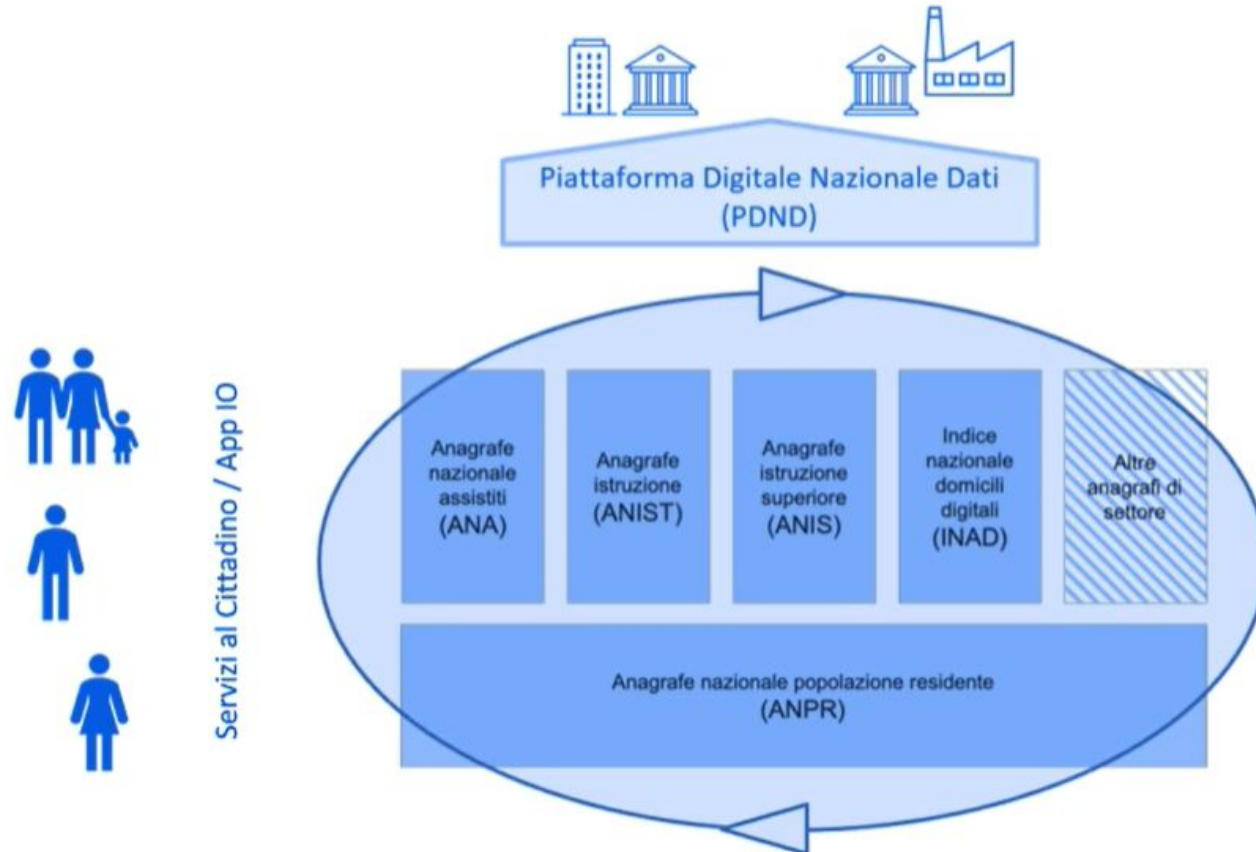 Piattaforma Digitale Nazionale Dati
(PDND)
Servizi al Cittadino / App IO
Anagrafe
nazionale
assistiti
(ANA)
Anagrafe
istruzione
(ANIST)
Anagrafe
istruzione
superiore
(ANIS)
Indice
nazionale
domicili
digitali
(INAD)
Altre
anagrafi di
settore
Anagrafe nazionale popolazione residente
(ANPR)